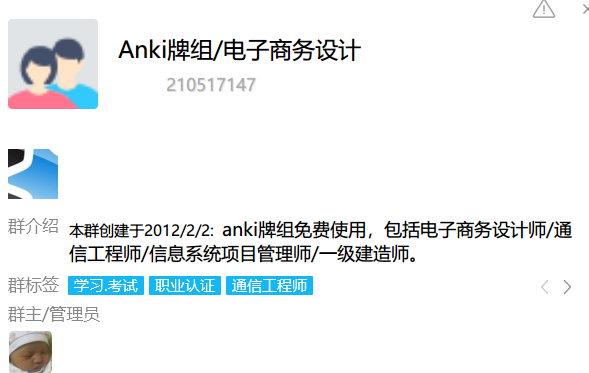 Anki牌组/电子商务设计
210517147
群介绍 本群创建于2012/2/2: anki牌组免费使用，包括电子商务设计师/通
信工程师/信息系统项目管理师/一级建造师。
群标签 学习.考试 职业认证 通信工程师
群主/管理员